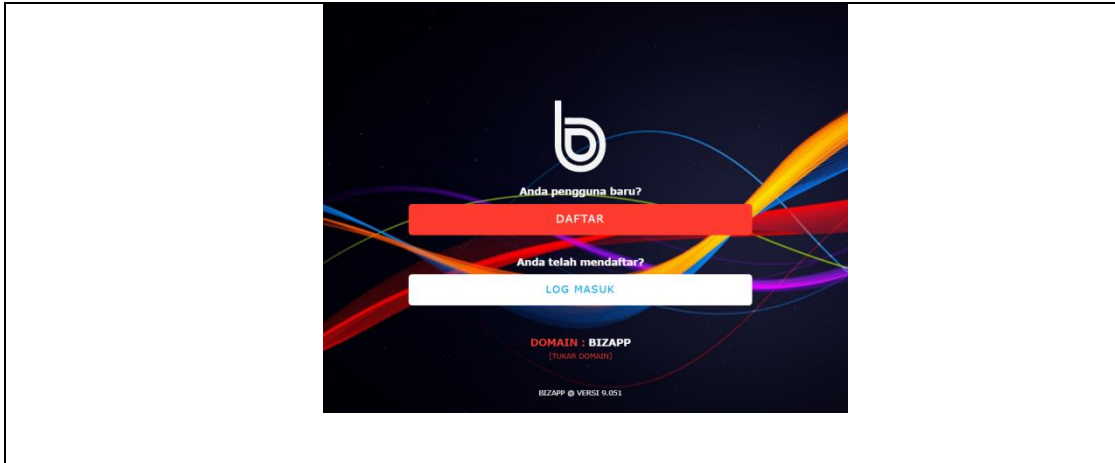 Anda pengguna baru?
DAFTAR
Anda telah mendaftar?
LOG MASUK
DOMAIN : BIZAPP
[TUKAR DOMAIN]
BIZAPP @ VERSI 9.051